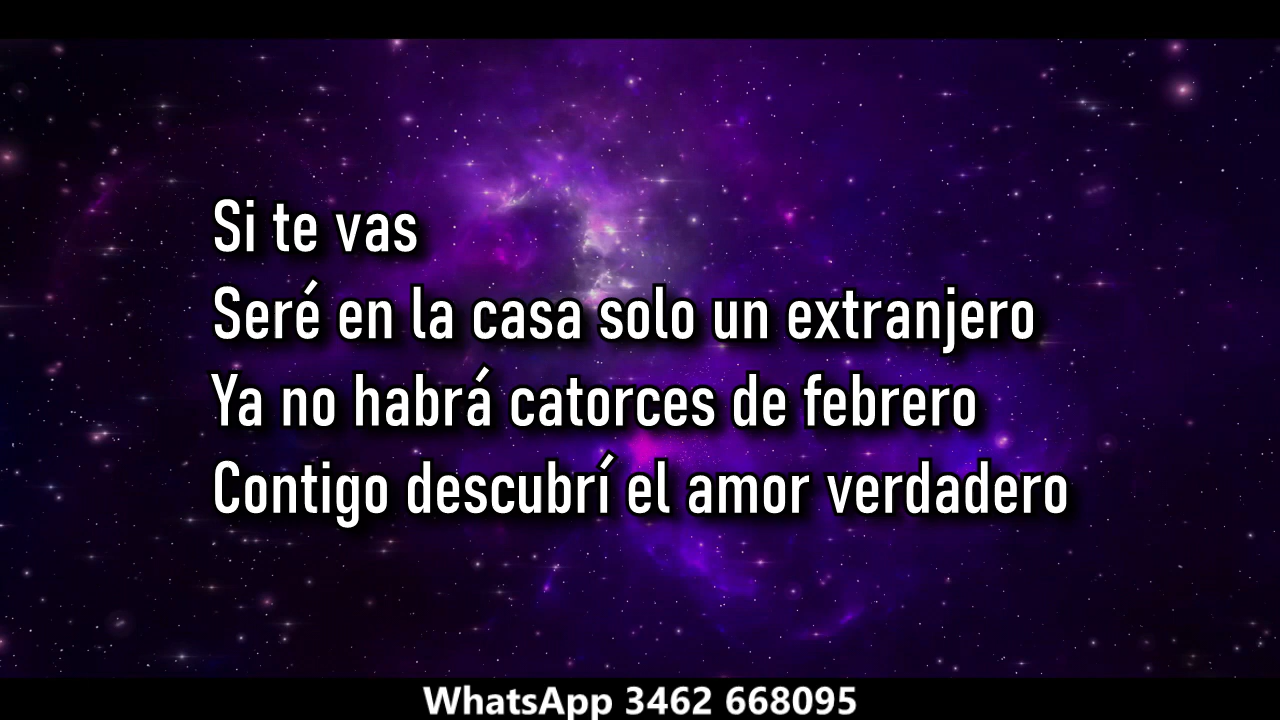 Si te vas
Seré en la casa solo un extranjero
Ya no habrá catorces de febrero
Contigo descubrí el amor verdadero
WhatsApp 3462 668095